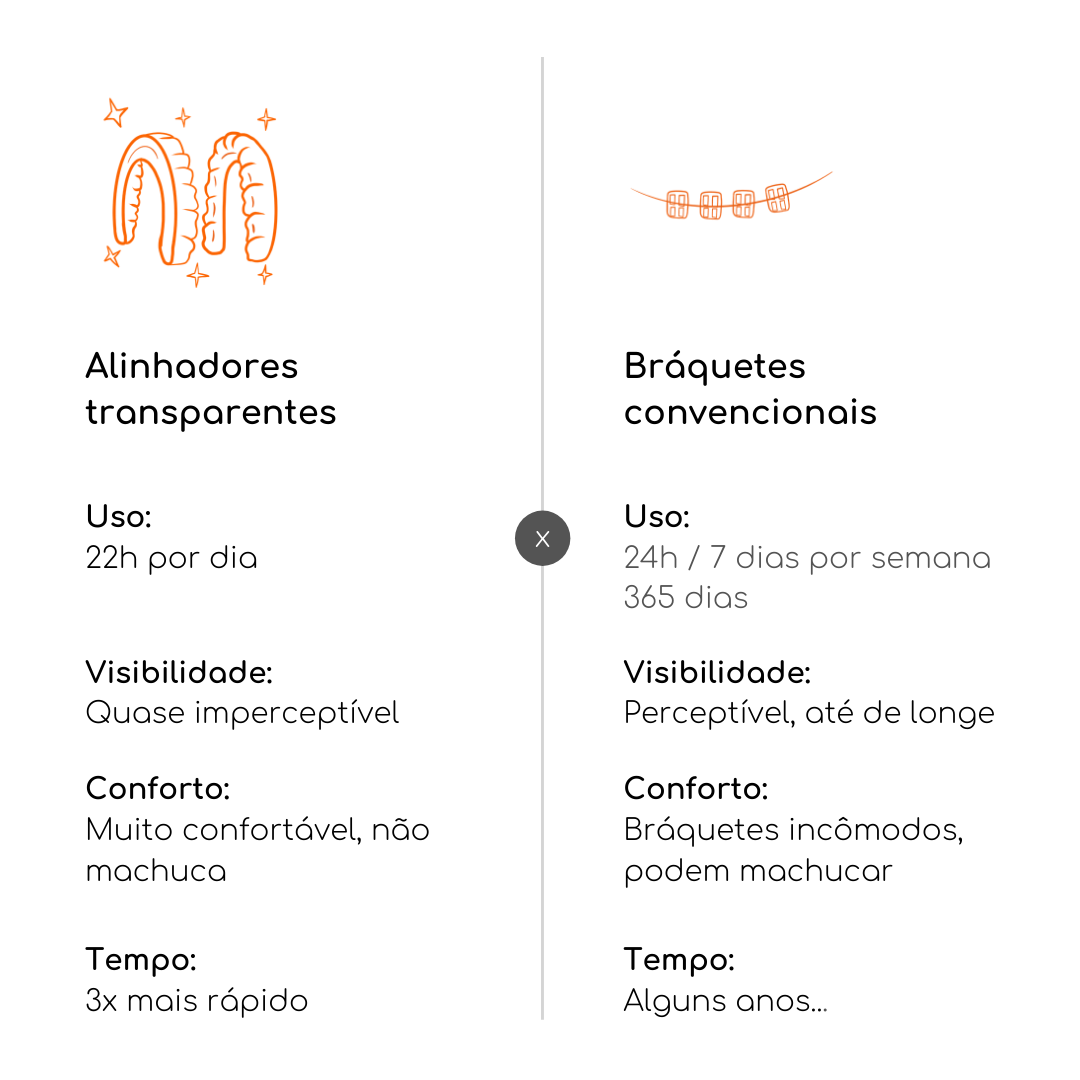 Alinhadores
transparentes
Uso:
22h por dia
Visibilidade:
Quase imperceptível
Conforto:
Muito confortável, não
machuca
Tempo:
3x mais rápido
x
Bráquetes
convencionais
Uso:
24h / 7 dias por semana
365 dias
Visibilidade:
Perceptível, até de longe
Conforto:
Bráquetes incômodos,
podem machucar
Tempo:
Alguns anos...